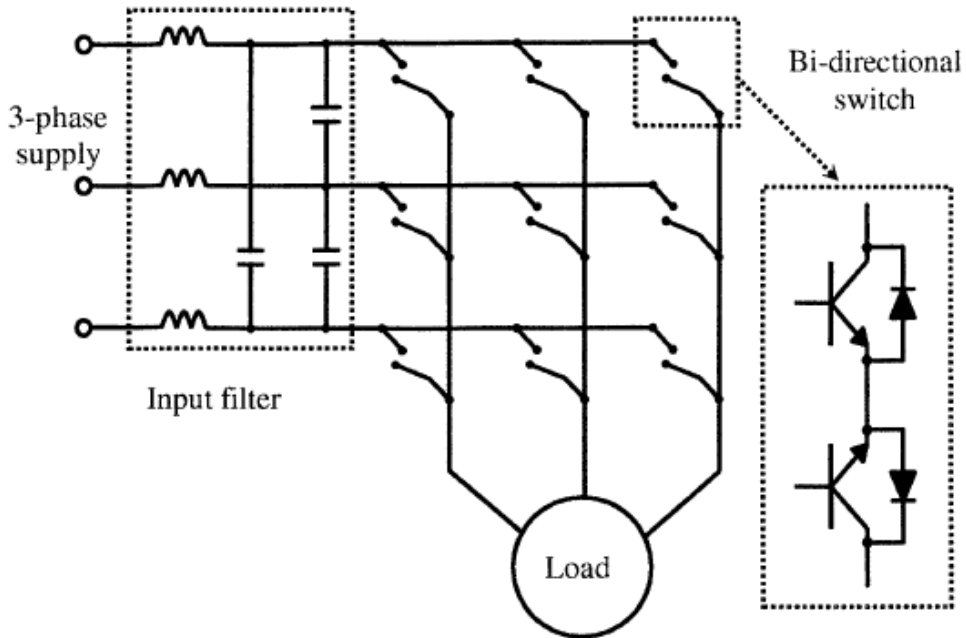 3-phase
supply
Input filter
Bi-directional
switch
Load